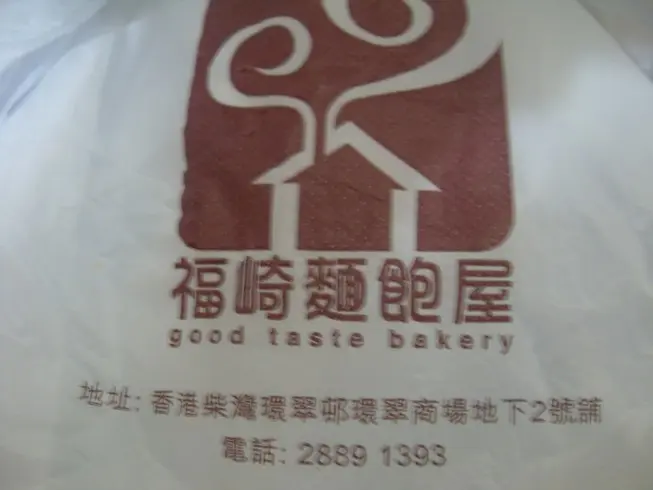 福崎麵飽屋
good taste bakery
地址: 香港柴灣環翠邨環翠商場地下2號舖
電話: 2889 1393